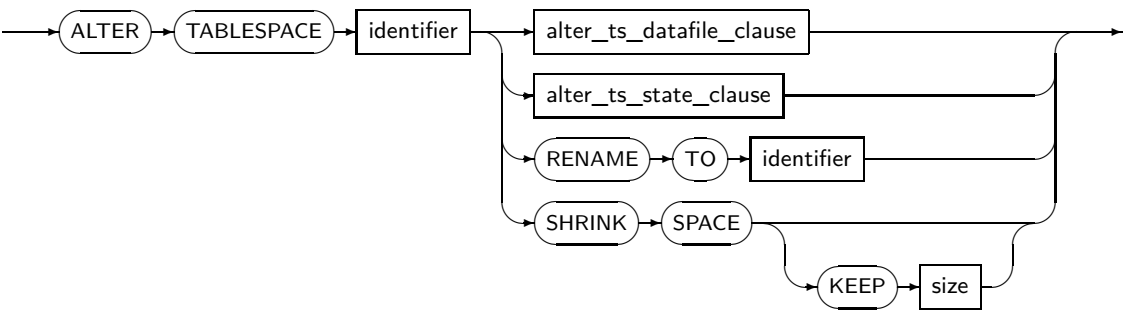 ALTER TABLESPACE identifier alter_ts_datafile_clause
alter_ts_state_clause
RENAME TO identifier
SHRINK SPACE
KEEP size